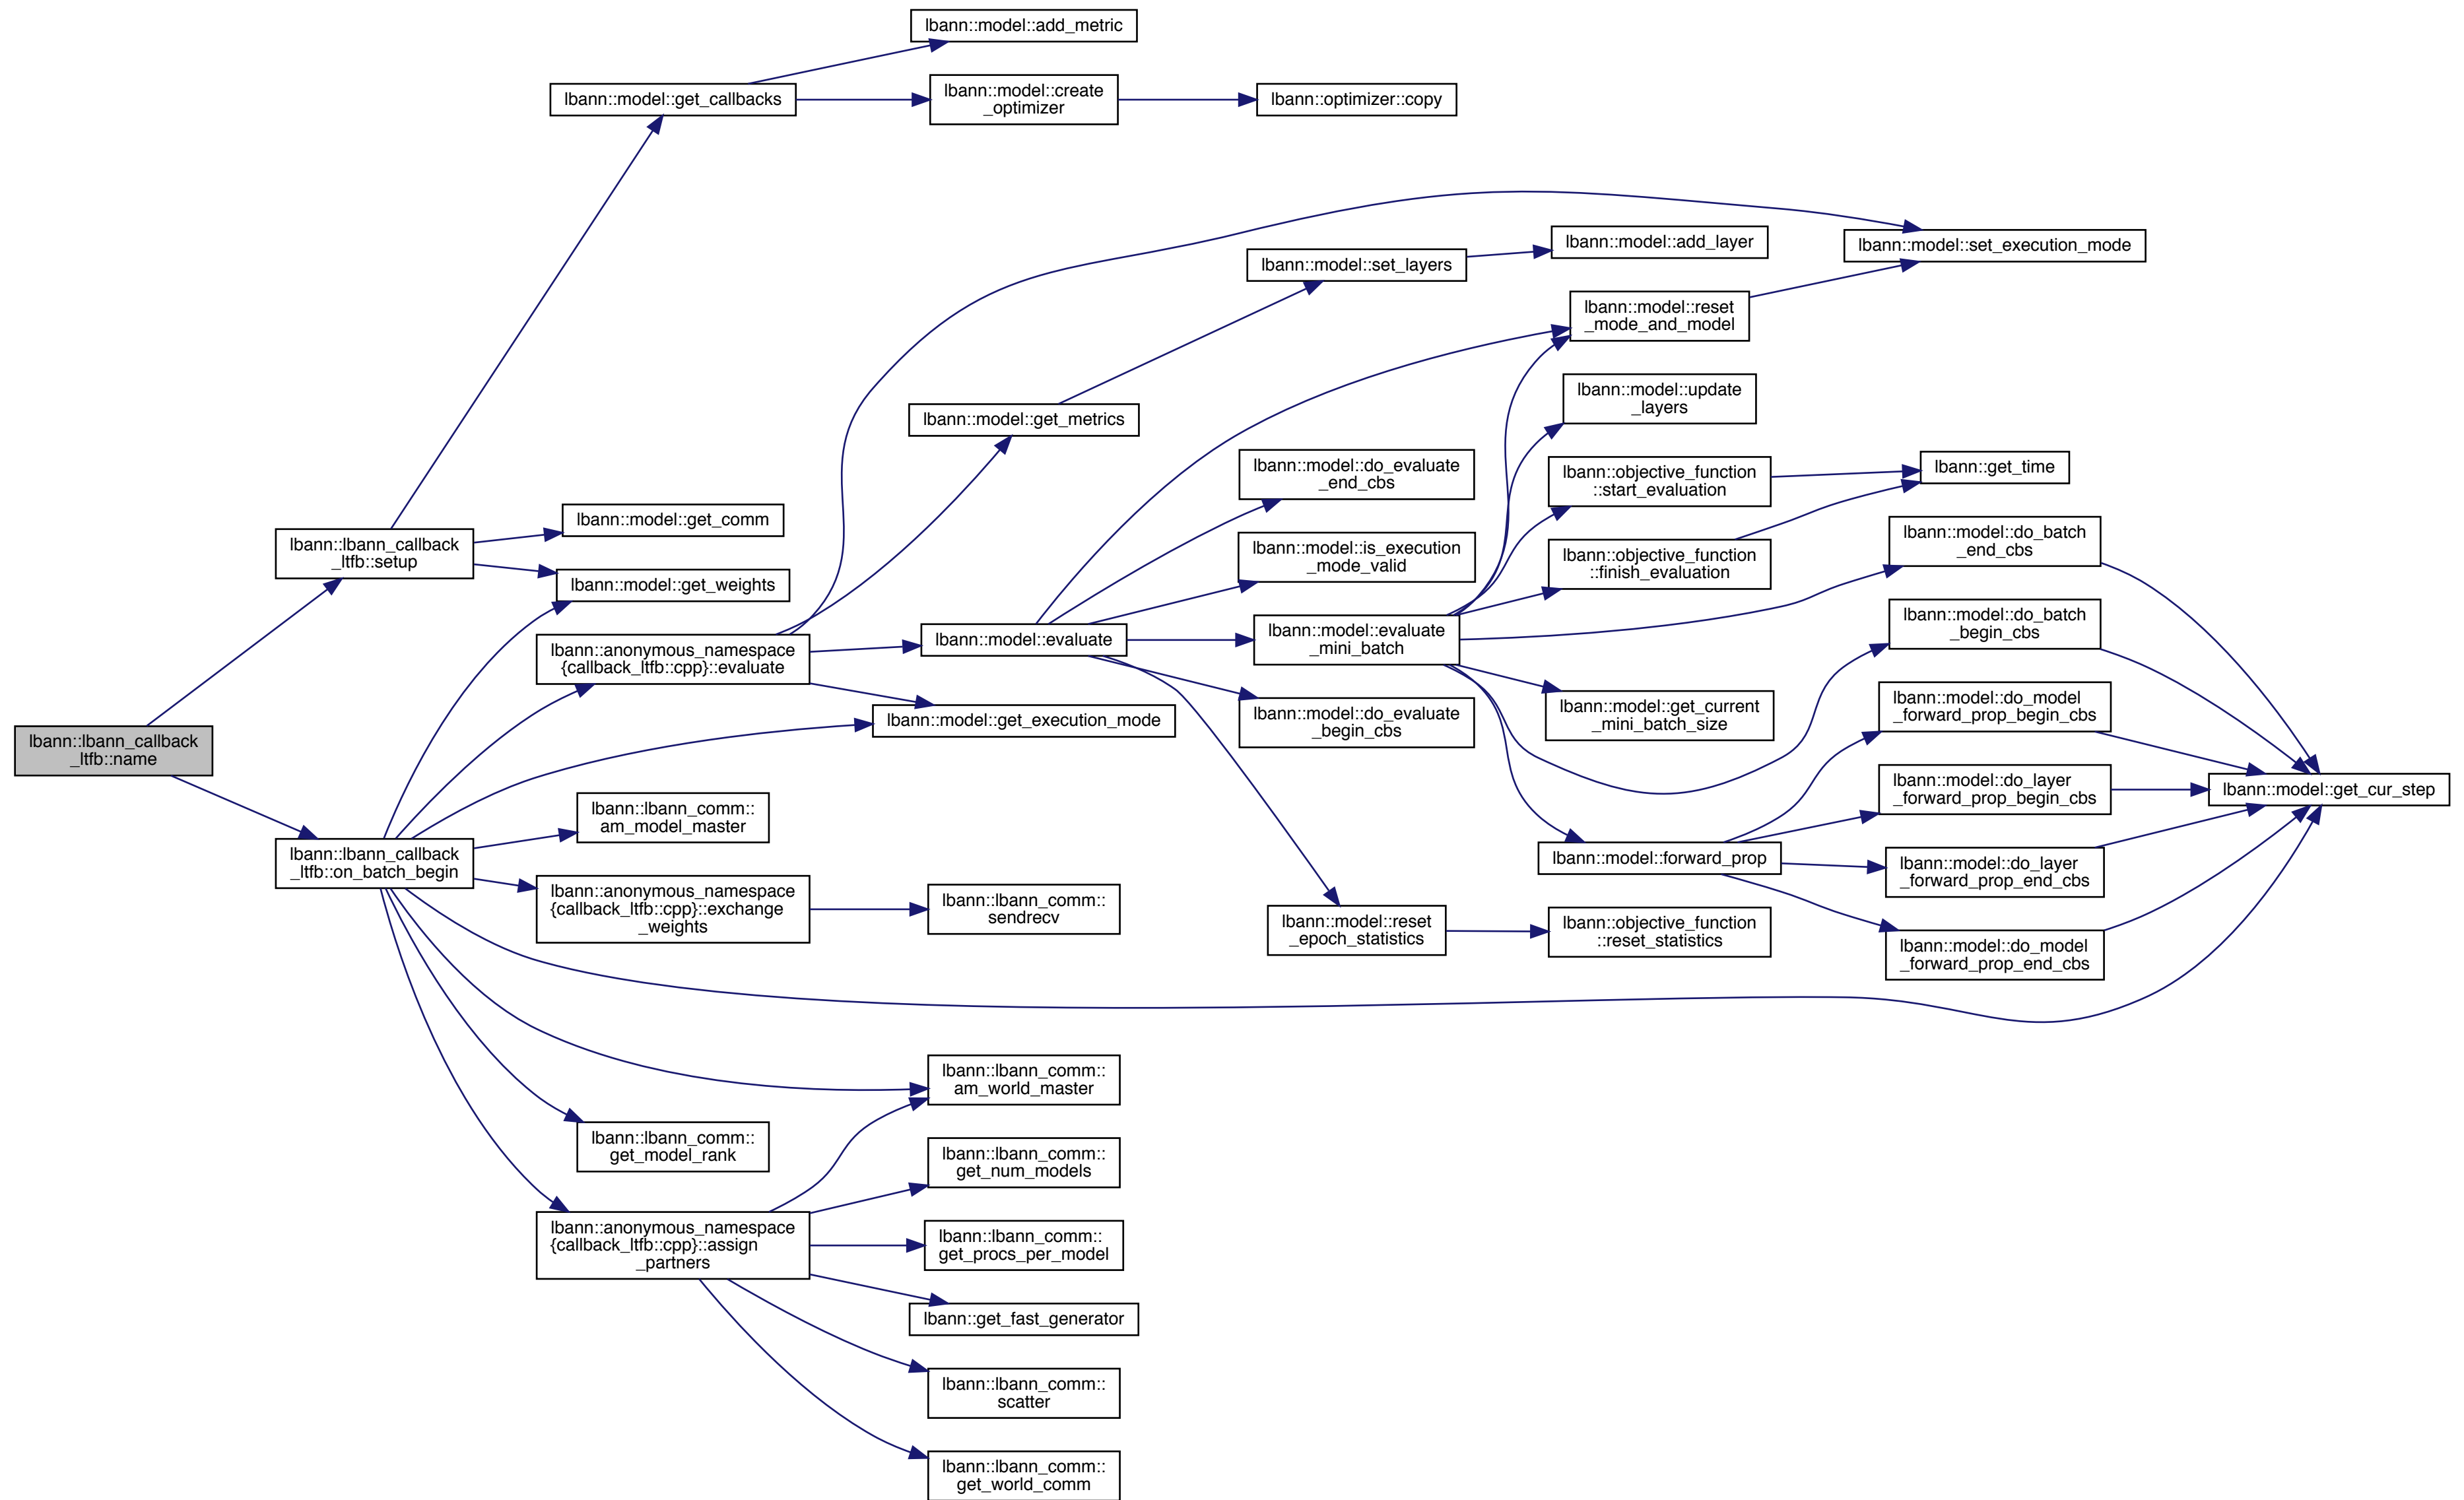 lbann::model::add_metric
lbann::model::get_callbacks
lbann::model::create
_optimizer
lbann::optimizer::copy
lbann::model::set_execution_mode
lbann::model::add_layer
lbann::model::set_layers
lbann::model::reset
_mode_and_model
lbann::model::update
_layers
lbann::model::get_metrics
lbann::model::do_evaluate
_end_cbs
lbann::objective_function
::start_evaluation
lbann::get_time
lbann::model::get_comm
lbann::lbann_callback
_ltfb::setup
lbann::model::is_execution
_mode_valid
lbann::objective_function
::finish_evaluation
lbann::model::do_batch
_end_cbs
lbann::model::get_weights
lbann::anonymous_namespace
{callback_ltfb::cpp}::evaluate
lbann::model::evaluate
lbann::model::evaluate
_mini_batch
lbann::model::do_batch
_begin_cbs
lbann::model::get_execution_mode
lbann::model::do_evaluate
_begin_cbs
lbann::model::get_current
_mini_batch_size
lbann::model::do_model
_forward_prop_begin_cbs
lbann::lbann_callback
_ltfb::name
lbann::model::do_layer
_forward_prop_begin_cbs
lbann::model::get_cur_step
lbann::lbann_comm::
am_model_master
lbann::lbann_callback
_ltfb::on_batch_begin
lbann::model::forward_prop
lbann::model::do_layer
_forward_prop_end_cbs
lbann::anonymous_namespace
{callback_ltfb::cpp}::exchange
_weights
lbann::lbann_comm::
sendrecv
lbann::model::reset
_epoch_statistics
lbann::objective_function
::reset_statistics
lbann::model::do_model
_forward_prop_end_cbs
lbann::lbann_comm::
am_world_master
lbann::lbann_comm::
get_model_rank
lbann::lbann_comm::
get_num_models
lbann::anonymous_namespace
{callback_ltfb::cpp}::assign
_partners
lbann::lbann_comm::
get_procs_per_model
lbann::get_fast_generator
lbann::lbann_comm::
scatter
lbann::lbann_comm::
get_world_comm